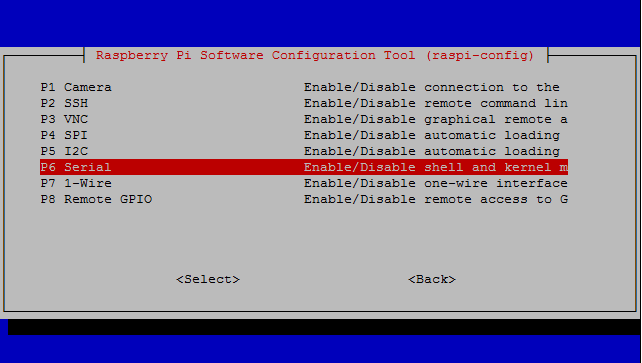 Raspberry Pi Software Configuration Tool (raspi-config)
P1 Camera Enable/Disable connection to the
P2 SSH Enable/Disable remote command lin
P3 VNC Enable/Disable graphical remote a
P4 SPI Enable/Disable automatic loading
P5 I2C Enable/Disable automatic loading
P6 Serial Enable/Disable shell and kernel m
P7 1-Wire Enable/Disable one-wire interface
P8 Remote GPIO Enable/Disable remote access to G
<Select> <Back>